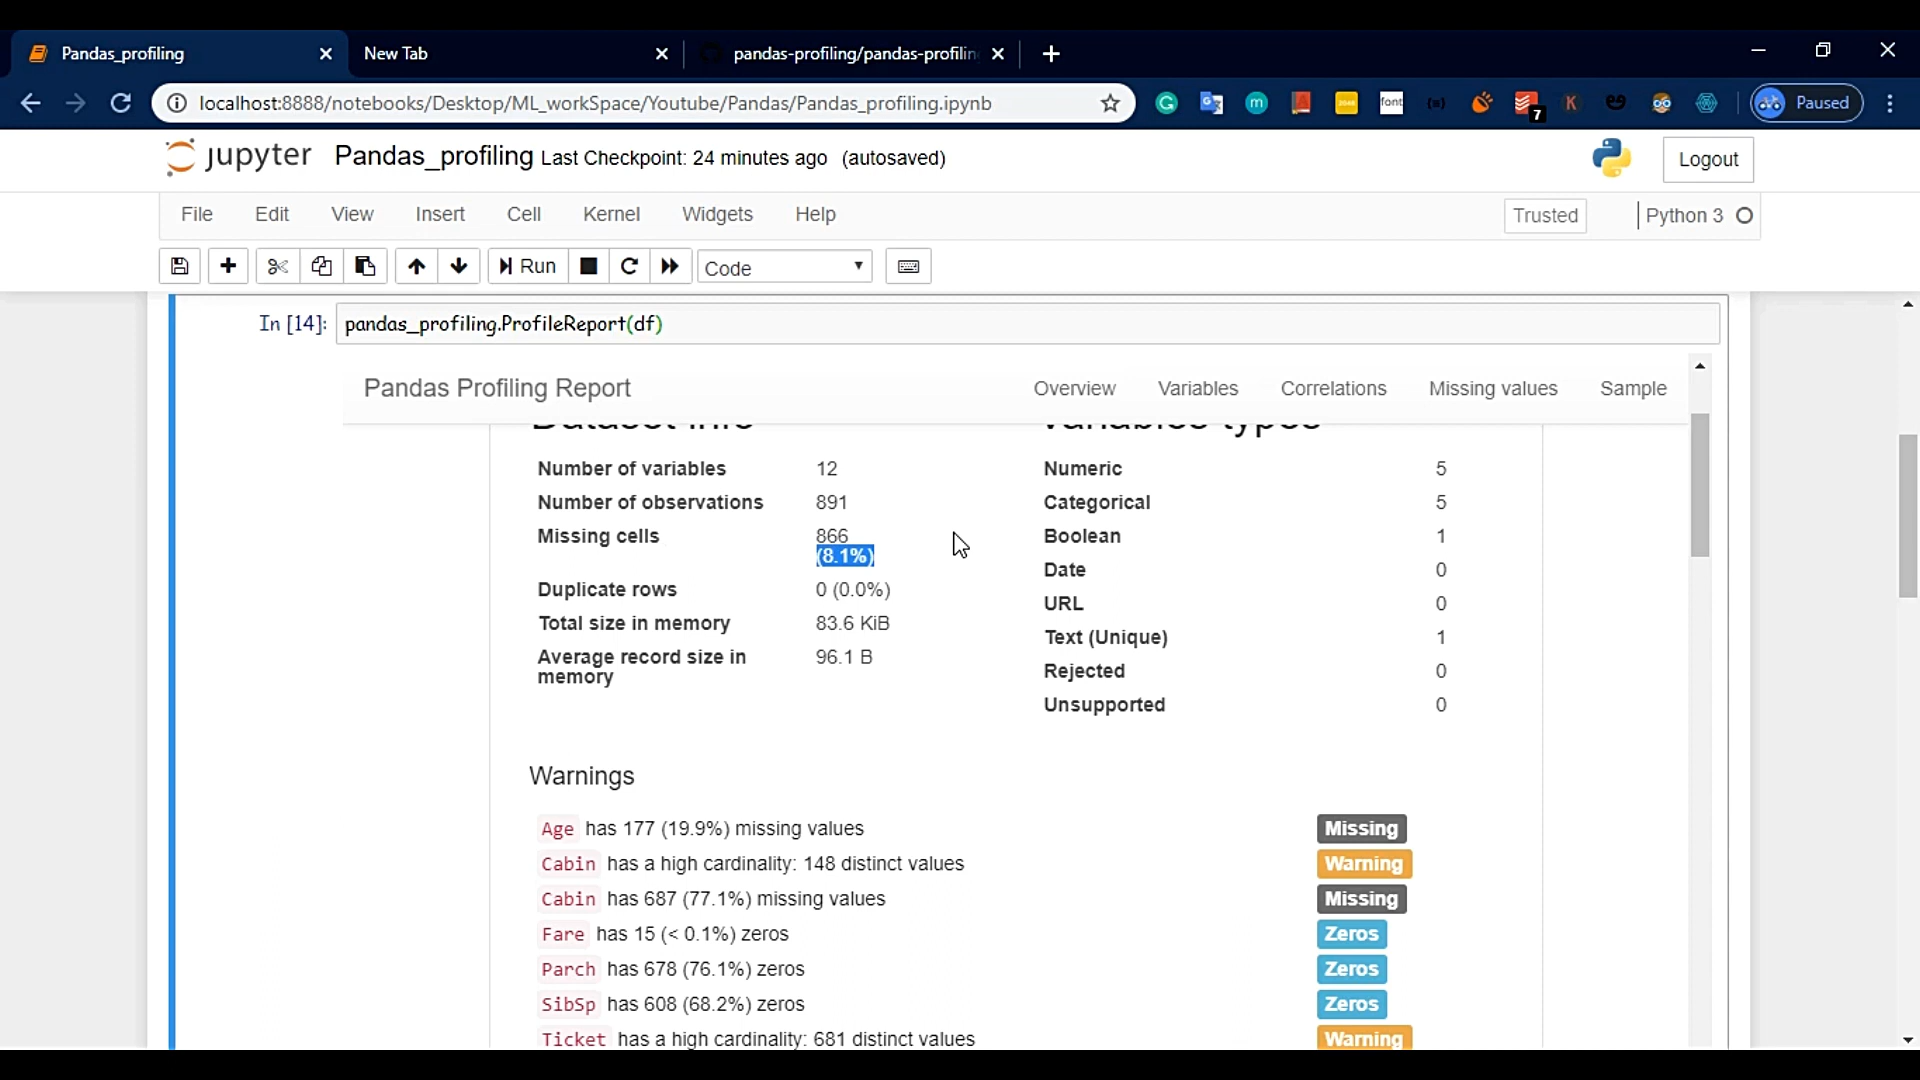 Pandas_profiling
New Tab
pandas-profiling/pandas-profilin
localhost:8888/notebooks/Desktop/ML_workSpace/Youtube/Pandas/Pandas_profiling.ipynb
font
7
K
Paused
jupyter Pandas_profiling Last Checkpoint: 24 minutes ago (autosaved)
Logout
File Edit View Insert Cell Kernel Widgets Help
Trusted
Python 3
Run
Code
In [14]: pandas_profiling.ProfileReport(df)
Pandas Profiling Report
Overview Variables Correlations Missing values Sample
Dataset info
Variables types
Number of variables 12
Number of observations 891
Missing cells 866
(8.1%)
Duplicate rows 0 (0.0%)
Total size in memory 83.6 KiB
Average record size in 96.1 B
memory
Numeric 5
Categorical 5
Boolean 1
Date 0
URL 0
Text (Unique) 1
Rejected 0
Unsupported 0
Warnings
Age has 177 (19.9%) missing values Missing
Cabin has a high cardinality: 148 distinct values Warning
Cabin has 687 (77.1%) missing values Missing
Fare has 15 (< 0.1%) zeros Zeros
Parch has 678 (76.1%) zeros Zeros
SibSp has 608 (68.2%) zeros Zeros
Ticket has a high cardinality: 681 distinct values Warning